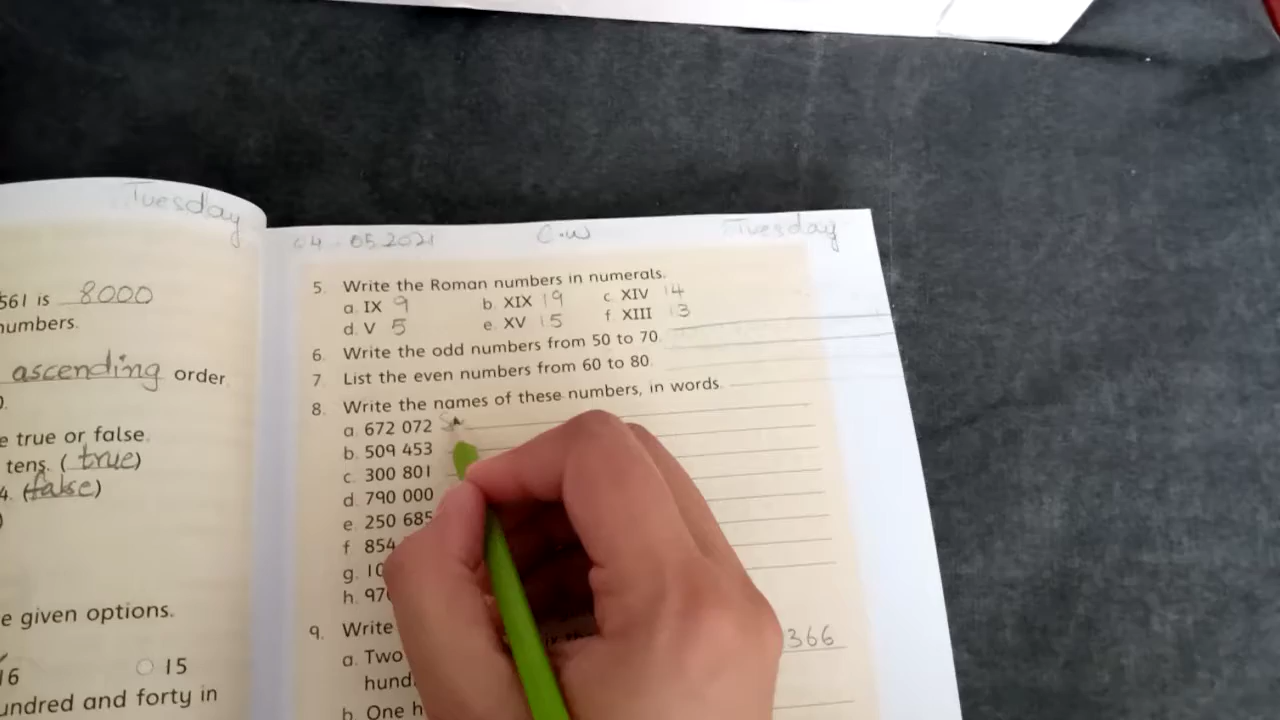 Tuesday
561 is 8000
numbers.
ascending order.
e true or false.
tens. (true)
4. (false)
e given options.
16 15
undred and forty in
04.05.2021 C.W Tuesday
5. Write the Roman numbers in numerals.
a. IX 9 b. XIX 19 c. XIV 14
d. V 5 e. XV 15 f. XIII 13
6. Write the odd numbers from 50 to 70.
7. List the even numbers from 60 to 80.
8. Write the names of these numbers, in words.
a. 672 072
b. 509 453
c. 300 801
d. 790 000
e. 250 685
f. 854
g. 10
h. 97
9. Write
a. Two 366
hund
b. One h